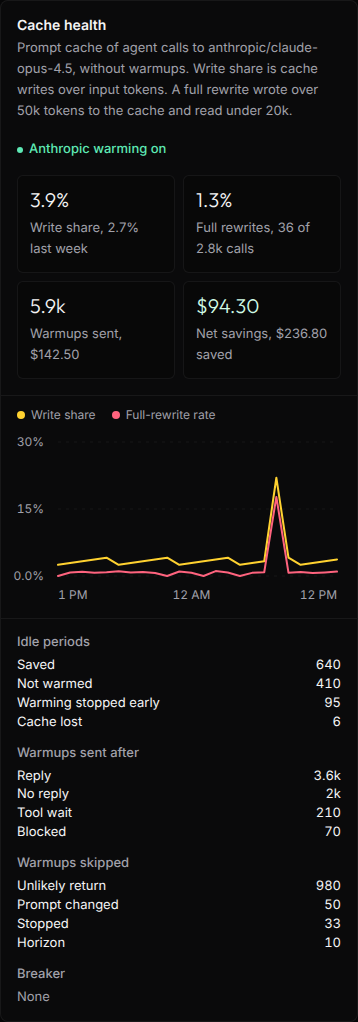 Cache health
Prompt cache of agent calls to anthropic/claude-
opus-4.5, without warmups. Write share is cache
writes over input tokens. A full rewrite wrote over
50k tokens to the cache and read under 20k.
Anthropic warming on
3.9%
Write share, 2.7%
last week
1.3%
Full rewrites, 36 of
2.8k calls
5.9k
Warmups sent,
$142.50
$94.30
Net savings, $236.80
saved
Write share
Full-rewrite rate
30%
15%
0.0%
1 PM
12 AM
12 PM
Idle periods
Saved 640
Not warmed 410
Warming stopped early 95
Cache lost 6
Warmups sent after
Reply 3.6k
No reply 2k
Tool wait 210
Blocked 70
Warmups skipped
Unlikely return 980
Prompt changed 50
Stopped 33
Horizon 10
Breaker
None